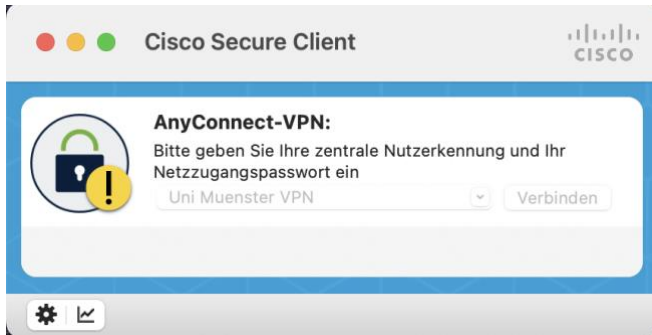 Cisco Secure Client
CISCO
AnyConnect-VPN:
Bitte geben Sie Ihre zentrale Nutzerkennung und Ihr
Netzzugangspasswort ein
Uni Muenster VPN
Verbinden